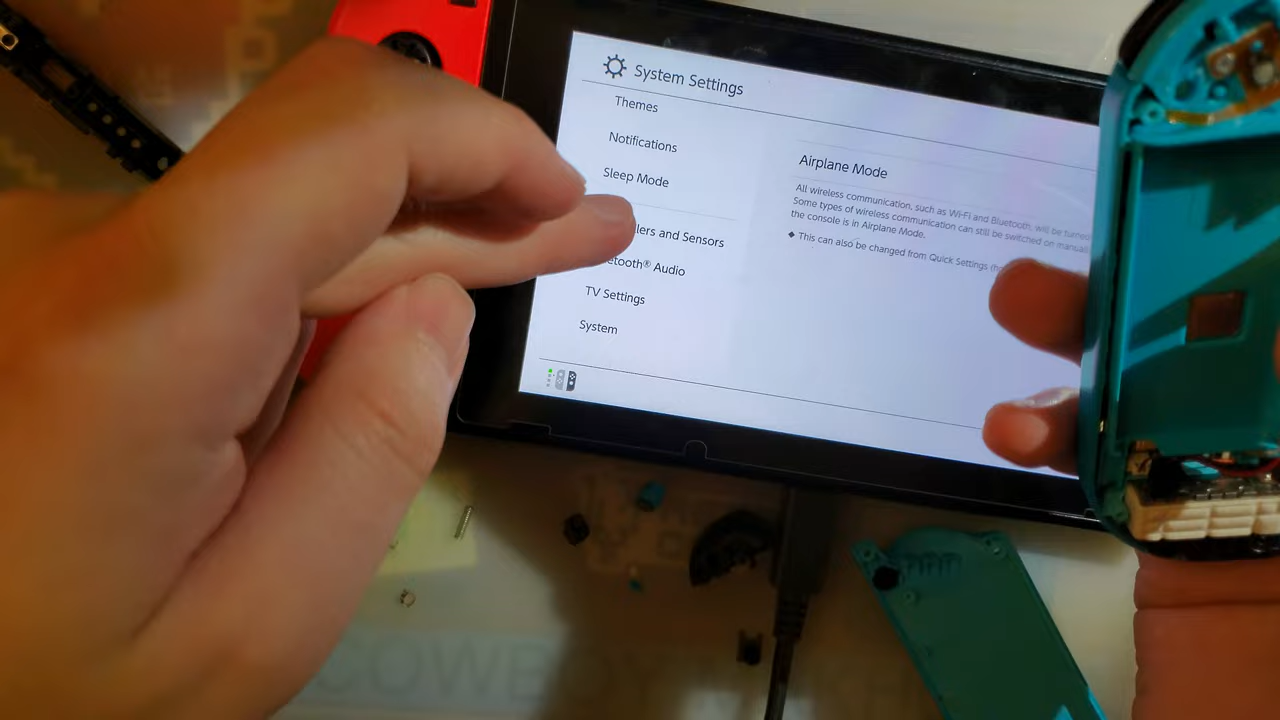 System Settings
Themes
Notifications
Sleep Mode
lers and Sensors
etooth® Audio
TV Settings
System
Airplane Mode
All wireless communication, such as Wi-Fi and Bluetooth, will be turned
Some types of wireless communication can still be switched on manual
the console is in Airplane Mode.
◆ This can also be changed from Quick Settings (h
COWBO